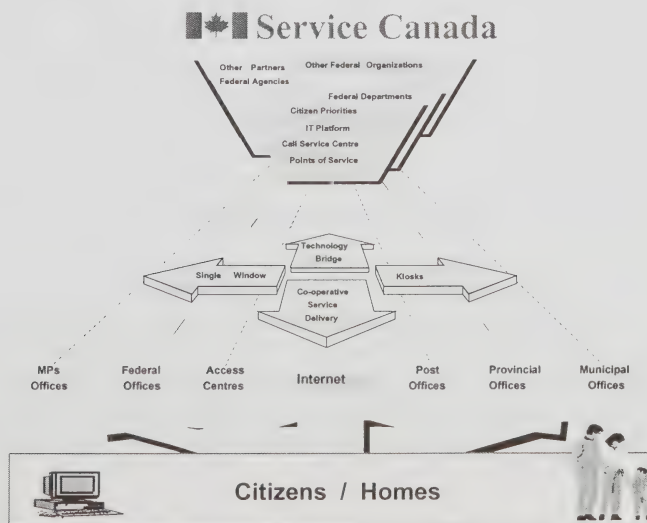 Service Canada
Other Partners
Other Federal Organizations
Federal Agencies
Federal Departments
Citizen Priorities
IT Platform
Call Service Centre
Points of Service
Technology
Bridge
Single Window
Kiosks
Co-operative
Service
Delivery
MPs
Offices
Federal
Offices
Access
Centres
Internet
Post
Offices
Provincial
Offices
Municipal
Offices
Citizens / Homes